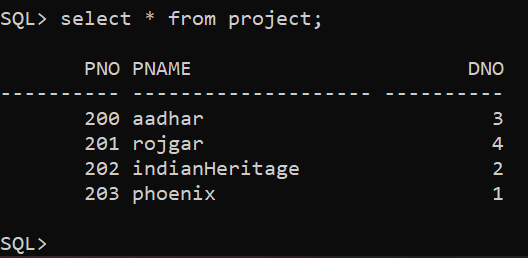 SQL> select * from project;
PNO PNAME DNO
---------- -------------------- ----------
200 aadhar 3
201 rojgar 4
202 indianHeritage 2
203 phoenix 1
SQL>